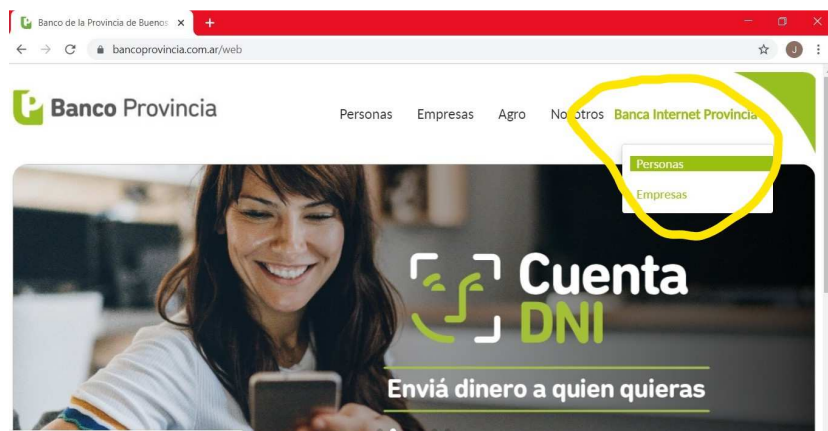 Banco de la Provincia de Buenos
bancoprovincia.com.ar/web
J
Banco Provincia
Personas Empresas Agro Nosotros Banca Internet Provincia
Personas
Empresas
Cuenta
DNI
Enviá dinero a quien quieras